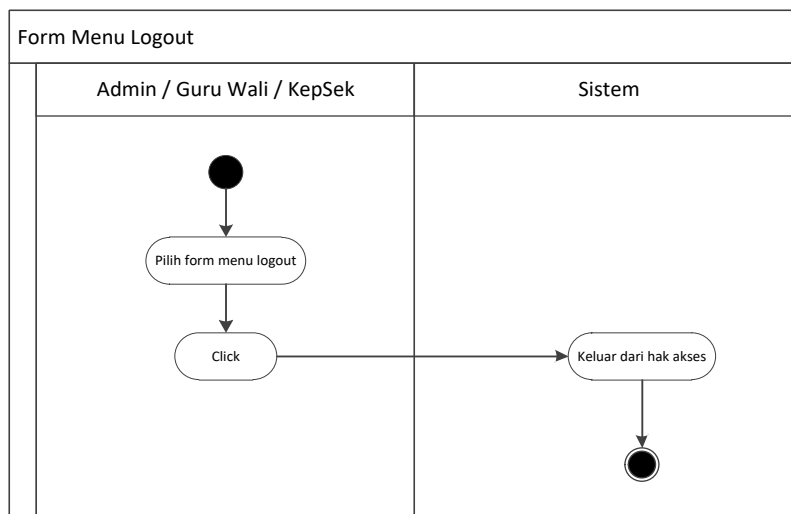 Form Menu Logout
Admin / Guru Wali / KepSek
Sistem
Pilih form menu logout
Click
Keluar dari hak akses